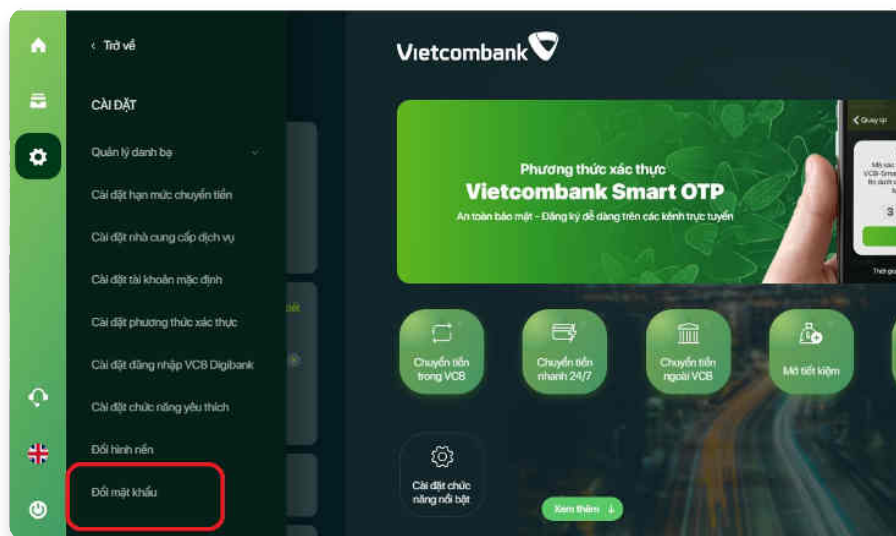 ‹ Trở về
CÀI ĐẶT
Quản lý danh bạ
Cài đặt hạn mức chuyển tiền
Cài đặt nhà cung cấp dịch vụ
Cài đặt tài khoản mặc định
Cài đặt phương thức xác thực
Cài đặt đăng nhập VCB Digibank
Cài đặt chức năng yêu thích
Đổi hình nền
Đổi mật khẩu
Vietcombank
Phương thức xác thực
Vietcombank Smart OTP
An toàn bảo mật - Đăng ký dễ dàng trên các kênh trực tuyến
Quay lại
3
Thời gia
Chuyển tiền
trong VCB
Chuyển tiền
nhanh 24/7
Chuyển tiền
ngoài VCB
Mở tiết kiệm
Cài đặt chức
năng nổi bật
Xem thêm ↓